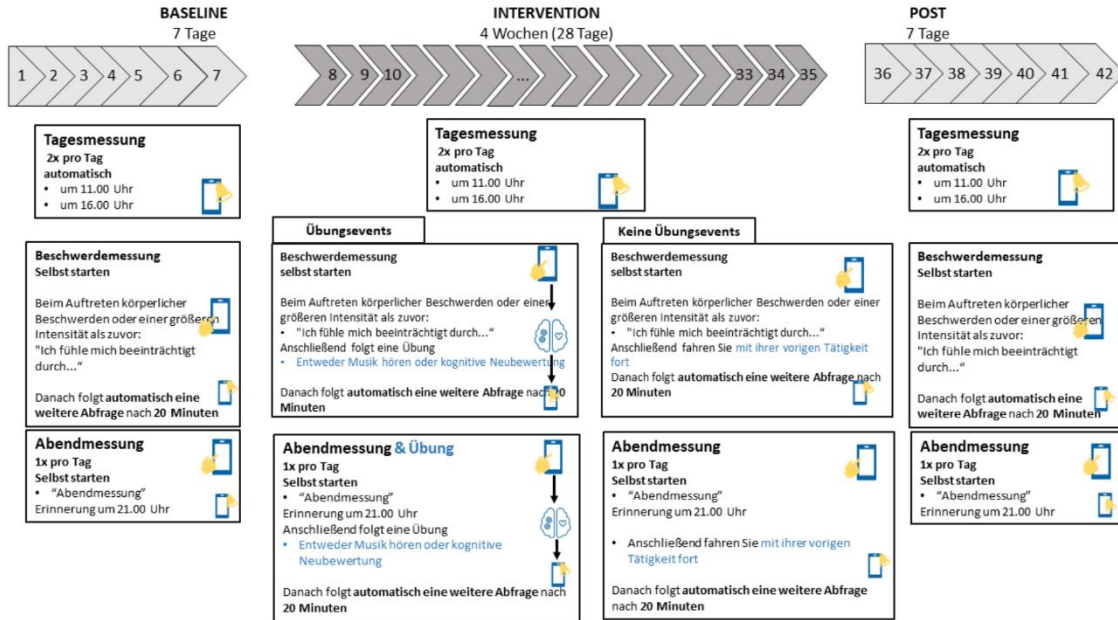 BASELINE
7 Tage
1 2 3 4 5 6 7
INTERVENTION
4 Wochen (28 Tage)
8 9 10 ... 33 34 35
POST
7 Tage
36 37 38 39 40 41 42
Tagesmessung
2x pro Tag
automatisch
• um 11.00 Uhr
• um 16.00 Uhr
Tagesmessung
2x pro Tag
automatisch
• um 11.00 Uhr
• um 16.00 Uhr
Tagesmessung
2x pro Tag
automatisch
• um 11.00 Uhr
• um 16.00 Uhr
Beschwerdemessung
Selbst starten
Beim Auftreten körperlicher
Beschwerden oder einer größeren
Intensität als zuvor:
"Ich fühle mich beeinträchtigt
durch...“
Danach folgt automatisch eine
weitere Abfrage nach 20 Minuten
Übungsevents
Beschwerdemessung
selbst starten
Beim Auftreten körperlicher Beschwerden oder einer
größeren Intensität als zuvor:
• "Ich fühle mich beeinträchtigt durch...“
Anschließend folgt eine Übung
• Entweder Musik hören oder kognitive Neubewertung
Danach folgt automatisch eine weitere Abfrage nach 20
Minuten
Keine Übungsevents
Beschwerdemessung
selbst starten
Beim Auftreten körperlicher Beschwerden oder einer
größeren Intensität als zuvor:
• "Ich fühle mich beeinträchtigt durch...“
Anschließend fahren Sie mit ihrer vorigen Tätigkeit
fort
Danach folgt automatisch eine weitere Abfrage nach
20 Minuten
Beschwerdemessung
Selbst starten
Beim Auftreten körperlicher
Beschwerden oder einer größeren
Intensität als zuvor:
"Ich fühle mich beeinträchtigt
durch...“
Danach folgt automatisch eine
weitere Abfrage nach 20 Minuten
Abendmessung
1x pro Tag
Selbst starten
• “Abendmessung”
Erinnerung um 21.00 Uhr
Abendmessung & Übung
1x pro Tag
Selbst starten
• “Abendmessung”
Erinnerung um 21.00 Uhr
Anschließend folgt eine Übung
• Entweder Musik hören oder kognitive
Neubewertung
Danach folgt automatisch eine weitere Abfrage nach
20 Minuten
Abendmessung
1x pro Tag
Selbst starten
• “Abendmessung”
Erinnerung um 21.00 Uhr
• Anschließend fahren Sie mit ihrer vorigen
Tätigkeit fort
Danach folgt automatisch eine weitere Abfrage
nach 20 Minuten
Abendmessung
1x pro Tag
Selbst starten
• “Abendmessung”
Erinnerung um 21.00 Uhr